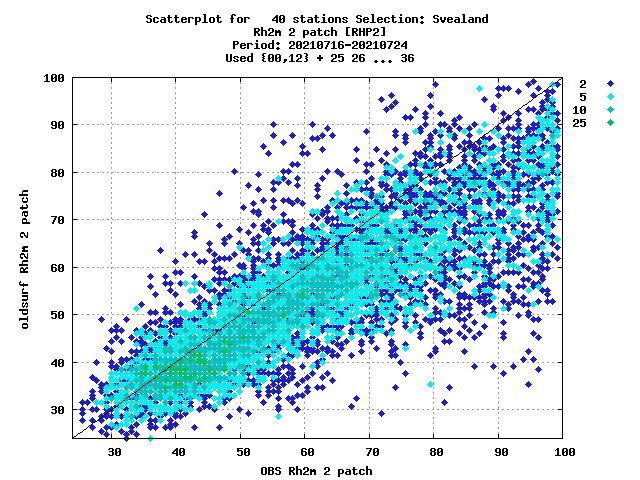 Scatterplot for   40 stations Selection: Svealand
Rh2m 2 patch [RHP2]
Period: 20210716-20210724
Used {00,12} + 25 26 ... 36
2
5
10
25
100
90
80
70
60
50
40
30
oldsurf Rh2m 2 patch
30 40 50 60 70 80 90 100
OBS Rh2m 2 patch